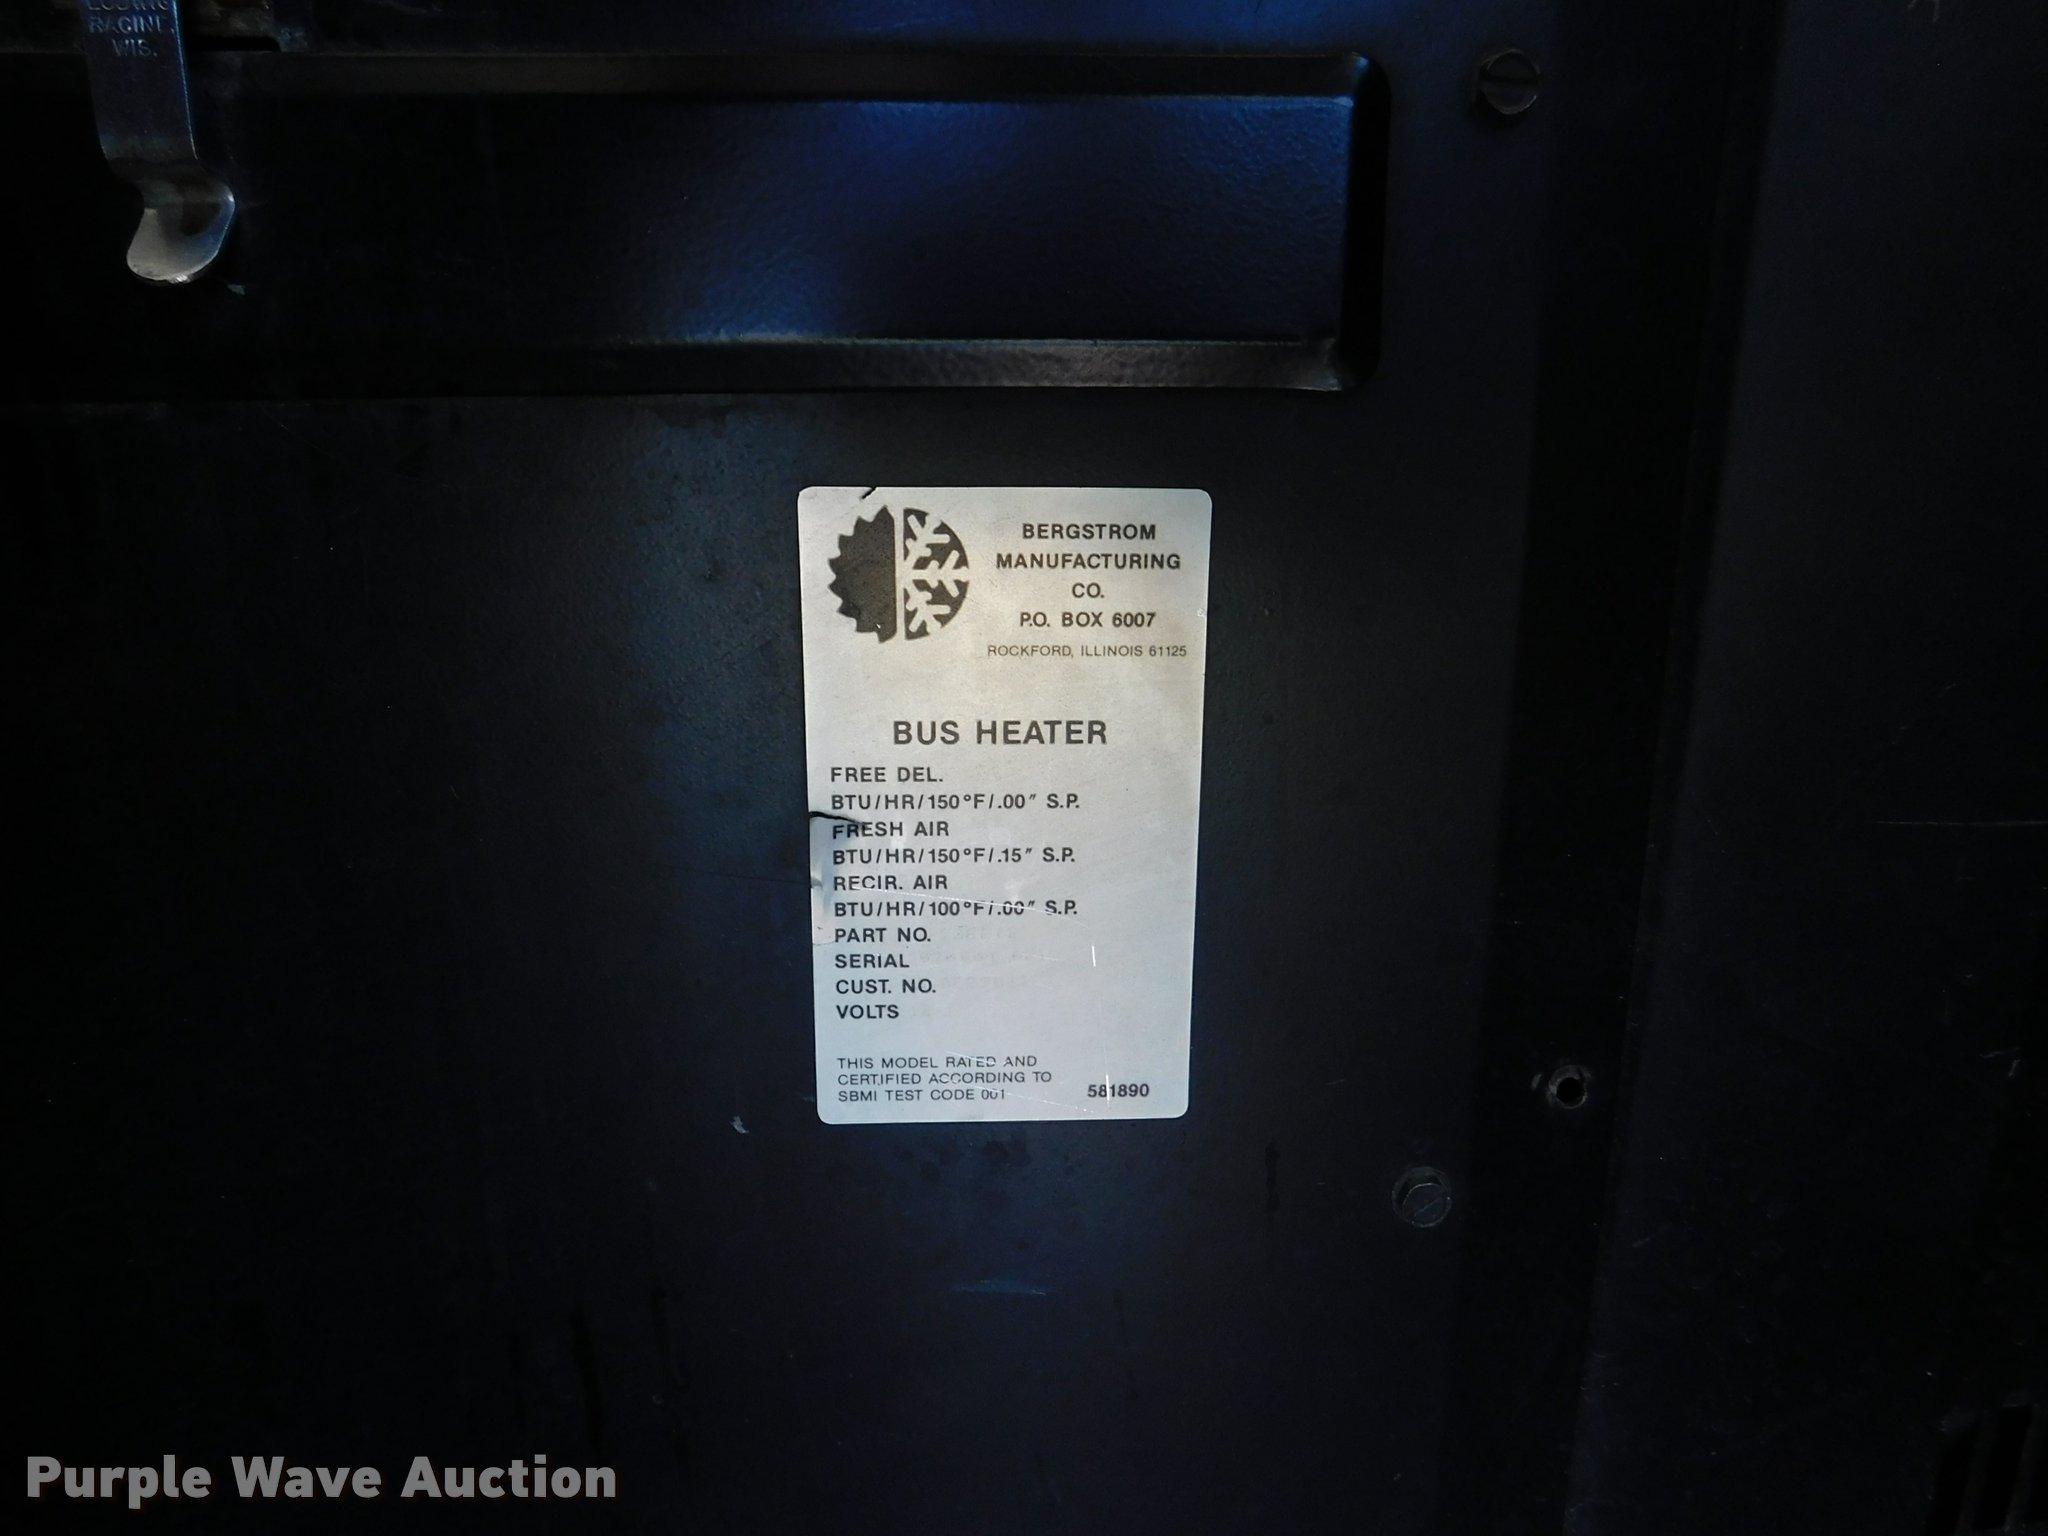 RACINE,
WIS.
BERGSTROM
MANUFACTURING
CO.
P.O. BOX 6007
ROCKFORD, ILLINOIS 61125
BUS HEATER
FREE DEL.
BTU/HR/150°F/.00″ S.P.
FRESH AIR
BTU/HR/150°F/.15″ S.P.
RECIR. AIR
BTU/HR/100°F/.00″ S.P.
PART NO.
SERIAL
CUST. NO.
VOLTS
THIS MODEL RATED AND
CERTIFIED ACCORDING TO
SBMI TEST CODE 001
581890
Purple Wave Auction